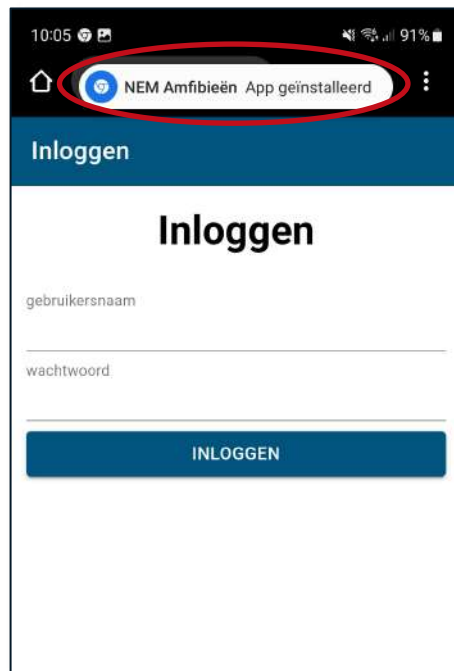 10:05 91%
NEM Amfibieën App geïnstalleerd
Inloggen
Inloggen
gebruikersnaam
wachtwoord
INLOGGEN